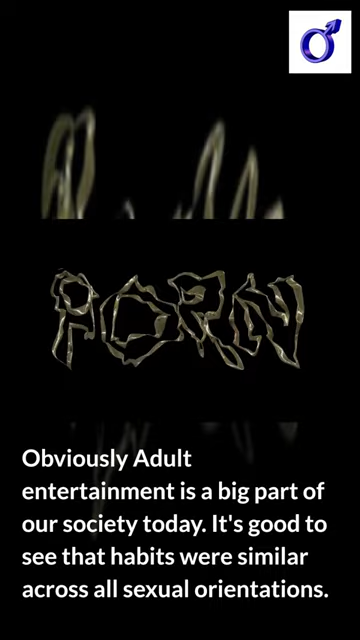 PORN
Obviously Adult
entertainment is a big part of
our society today. It's good to
see that habits were similar
across all sexual orientations.